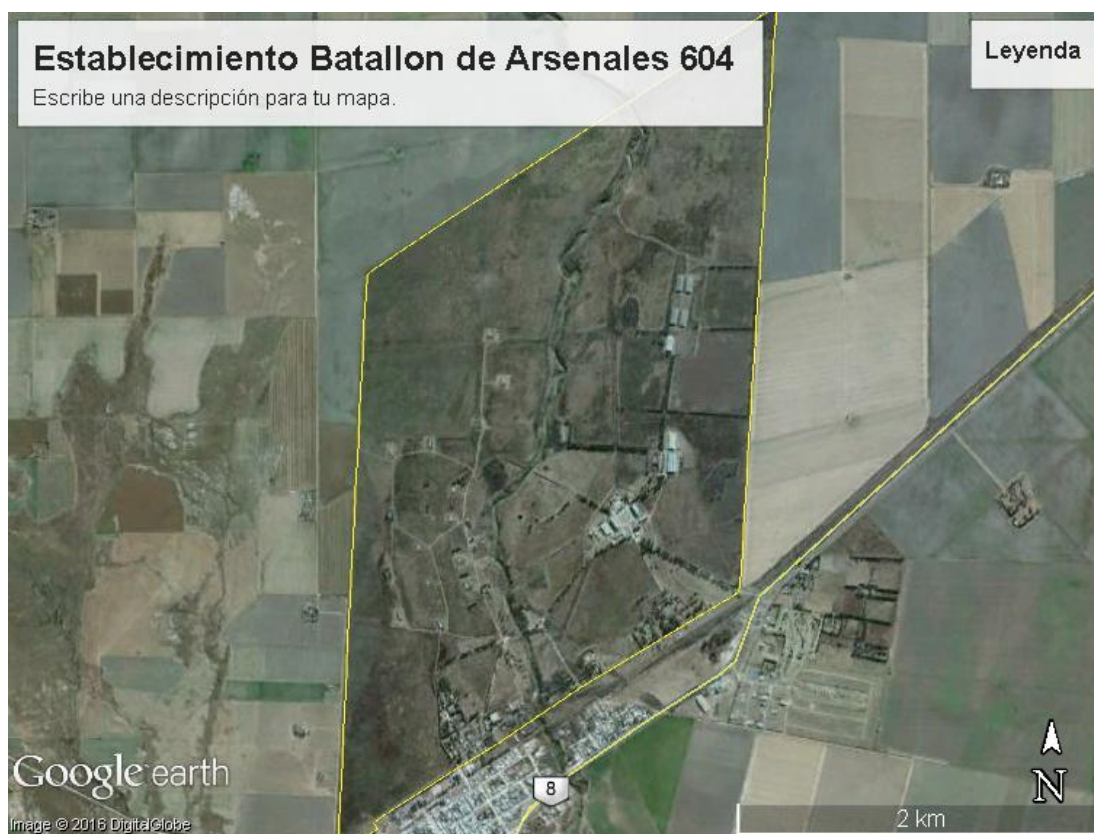 Establecimiento Batallon de Arsenales 604
Escribe una descripción para tu mapa.
Leyenda
8
Google earth
N
Image © 2016 DigitalGlobe
2 km